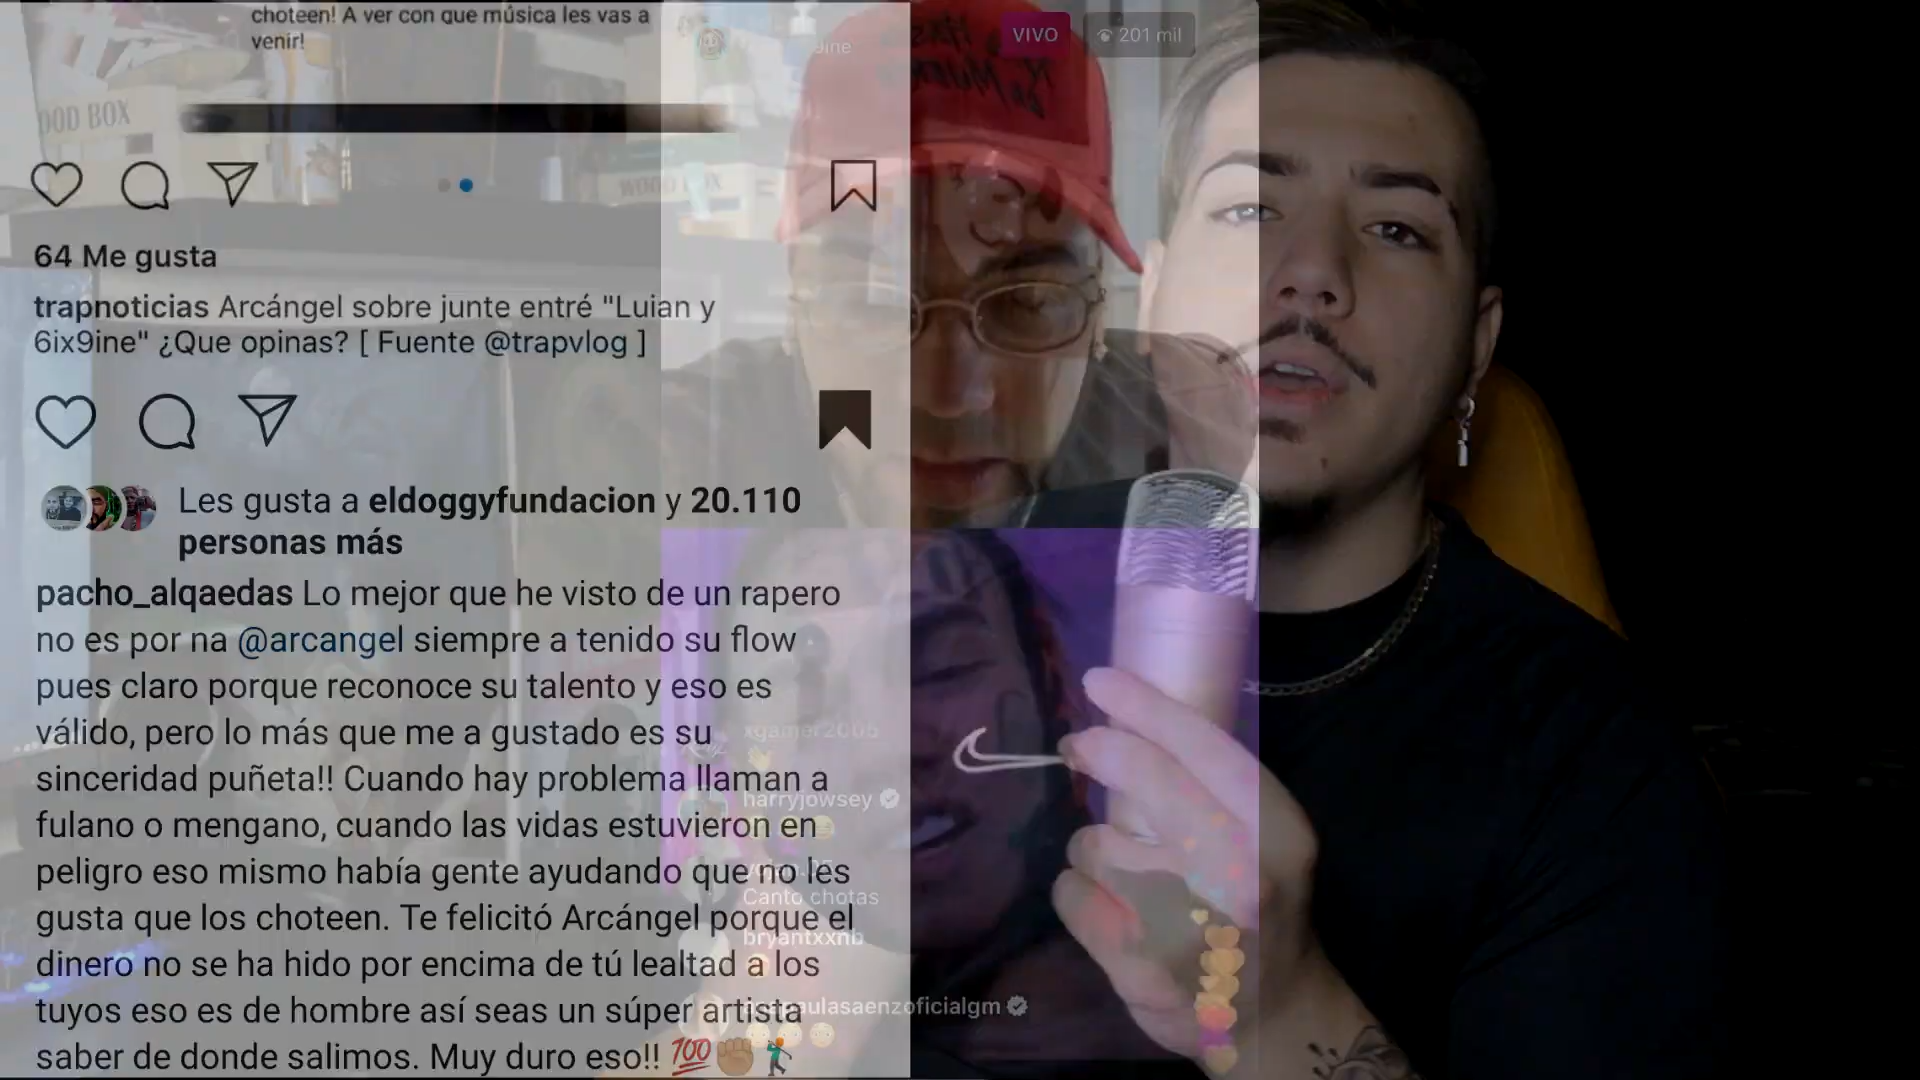 choteen! A ver con que música les vas a
venir!
VIVO
201 mil
OOD BOX
64 Me gusta
trapnoticias Arcángel sobre junte entré "Luian y
6ix9ine" ¿Que opinas? [ Fuente @trapvlog ]
Les gusta a eldoggyfundacion y 20.110
personas más
pacho_alqaedas Lo mejor que he visto de un rapero
no es por na @arcangel siempre a tenido su flow
pues claro porque reconoce su talento y eso es
válido, pero lo más que me a gustado es su
sinceridad puñeta!! Cuando hay problema llaman a
fulano o mengano, cuando las vidas estuvieron en
peligro eso mismo había gente ayudando que no les
gusta que los choteen. Te felicitó Arcángel porque el
dinero no se ha hido por encima de tú lealtad a los
tuyos eso es de hombre así seas un súper artista
saber de donde salimos. Muy duro eso!! 💯
xgamer2005
harryjowsey
Canto chotas
bryantxxnb